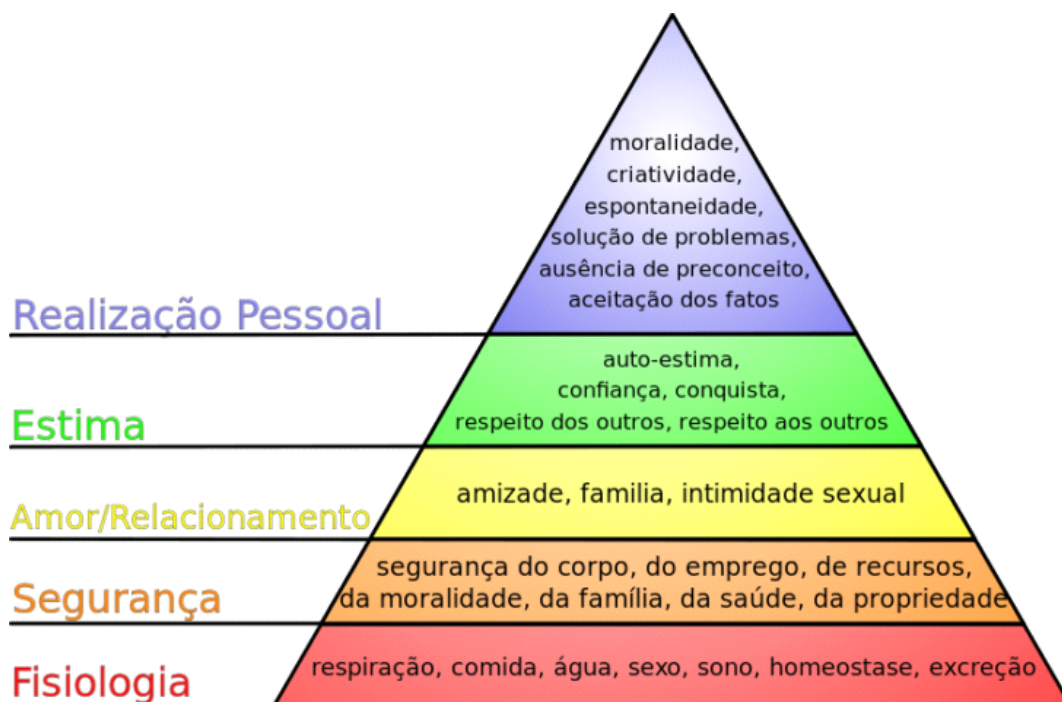 moralidade,
criatividade,
espontaneidade,
solução de problemas,
ausência de preconceito,
aceitação dos fatos
Realização Pessoal
auto-estima,
confiança, conquista,
respeito dos outros, respeito aos outros
Estima
amizade, familia, intimidade sexual
Amor/Relacionamento
segurança do corpo, do emprego, de recursos,
da moralidade, da família, da saúde, da propriedade
Segurança
respiração, comida, água, sexo, sono, homeostase, excreção
Fisiologia